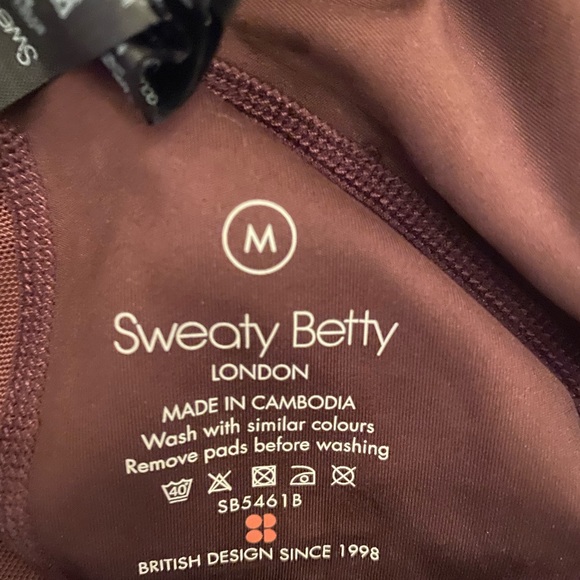 M
Sweaty Betty
LONDON
MADE IN CAMBODIA
Wash with similar colours
Remove pads before washing
40
SB5461B
BRITISH DESIGN SINCE 1998